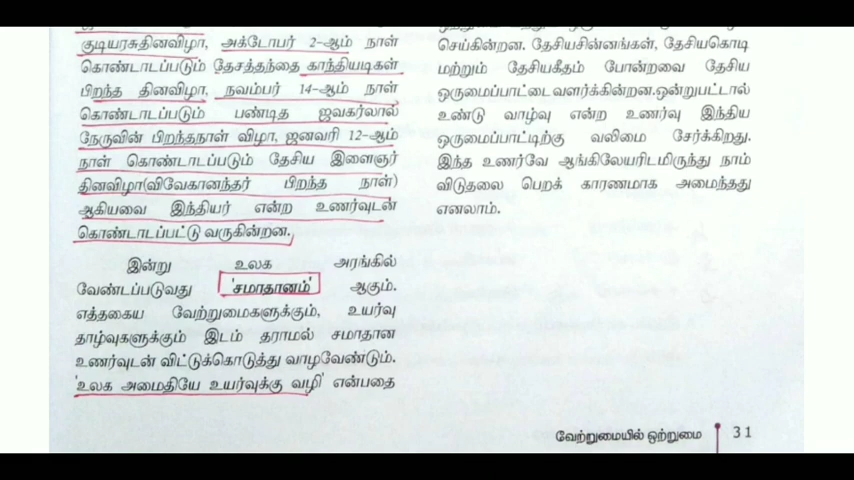 குடியரசுதினவிழா, அக்டோபர் 2-ஆம் நாள்
கொண்டாடப்படும் தேசத்தந்தை காந்தியடிகள்
பிறந்த தினவிழா, நவம்பர் 14-ஆம் நாள்
கொண்டாடப்படும் பண்டித ஜவகர்லால்
நேருவின் பிறந்தநாள் விழா, ஜனவரி 12-ஆம்
நாள் கொண்டாடப்படும் தேசிய இளைஞர்
தினவிழா(விவேகானந்தர் பிறந்த நாள்)
ஆகியவை இந்தியர் என்ற உணர்வுடன்
கொண்டாடப்பட்டு வருகின்றன.
இன்று உலக அரங்கில்
வேண்டப்படுவது 'சமாதானம்' ஆகும்.
எத்தகைய வேற்றுமைகளுக்கும், உயர்வு
தாழ்வுகளுக்கும் இடம் தராமல் சமாதான
உணர்வுடன் விட்டுக்கொடுத்து வாழவேண்டும்.
'உலக அமைதியே உயர்வுக்கு வழி' என்பதை
செய்கின்றன. தேசியசின்னங்கள், தேசியகொடி
மற்றும் தேசியகீதம் போன்றவை தேசிய
ஒருமைப்பாட்டை வளர்க்கின்றன.ஒன்றுபட்டால்
உண்டு வாழ்வு என்ற உணர்வு இந்திய
ஒருமைப்பாட்டிற்கு வலிமை சேர்க்கிறது.
இந்த உணர்வே ஆங்கிலேயரிடமிருந்து நாம்
விடுதலை பெறக் காரணமாக அமைந்தது
எனலாம்.
வேற்றுமையில் ஒற்றுமை 31